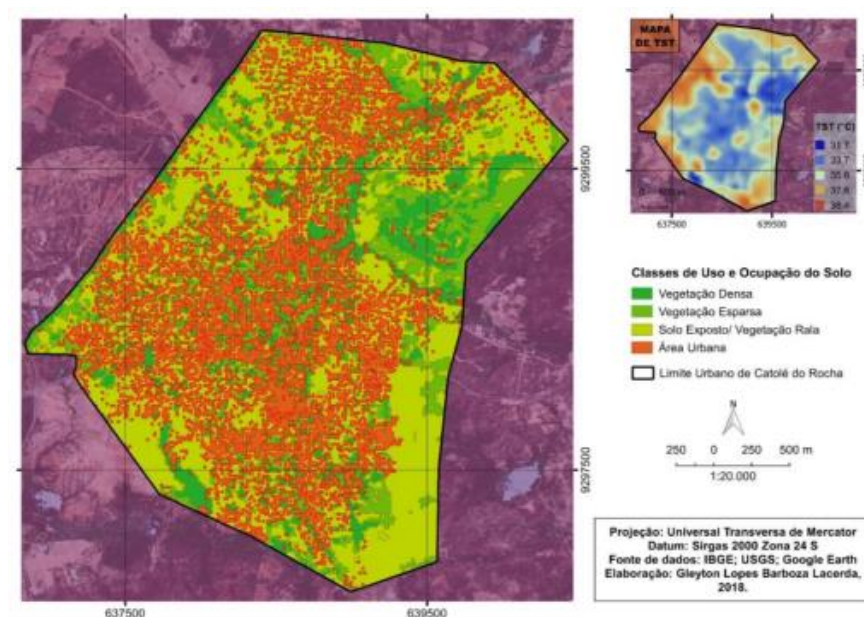 MAPA
DE TST
TST (°C)
31.7
33.7
35.6
37.6
637500
639500
9299500
9297500
637500
639500
Classes de Uso e Ocupação do Solo
Vegetação Densa
Vegetação Esparsa
Solo Exposto/ Vegetação Rala
Área Urbana
Limite Urbano de Catolé do Rocha
N
250 0 250 500 m
1:20.000
Projeção: Universal Transversa de Mercator
Datum: Sirgas 2000 Zona 24 S
Fonte de dados: IBGE; USGS; Google Earth
Elaboração: Gleyton Lopes Barboza Lacerda,
2018.